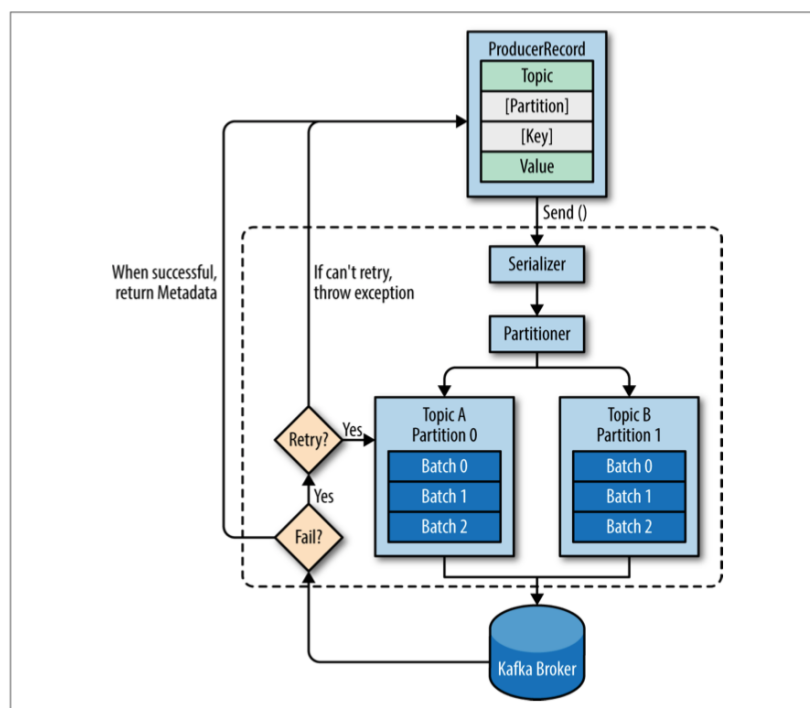 ProducerRecord
Topic
[Partition]
[Key]
Value
Send ()
When successful,
return Metadata
If can't retry,
throw exception
Serializer
Partitioner
Topic A
Partition 0
Batch 0
Batch 1
Batch 2
Topic B
Partition 1
Batch 0
Batch 1
Batch 2
Retry?
Yes
Yes
Fail?
Kafka Broker